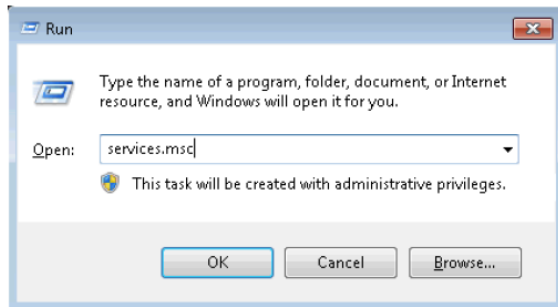 Run
Type the name of a program, folder, document, or Internet
resource, and Windows will open it for you.
Open: services.msc
This task will be created with administrative privileges.
OK Cancel Browse...